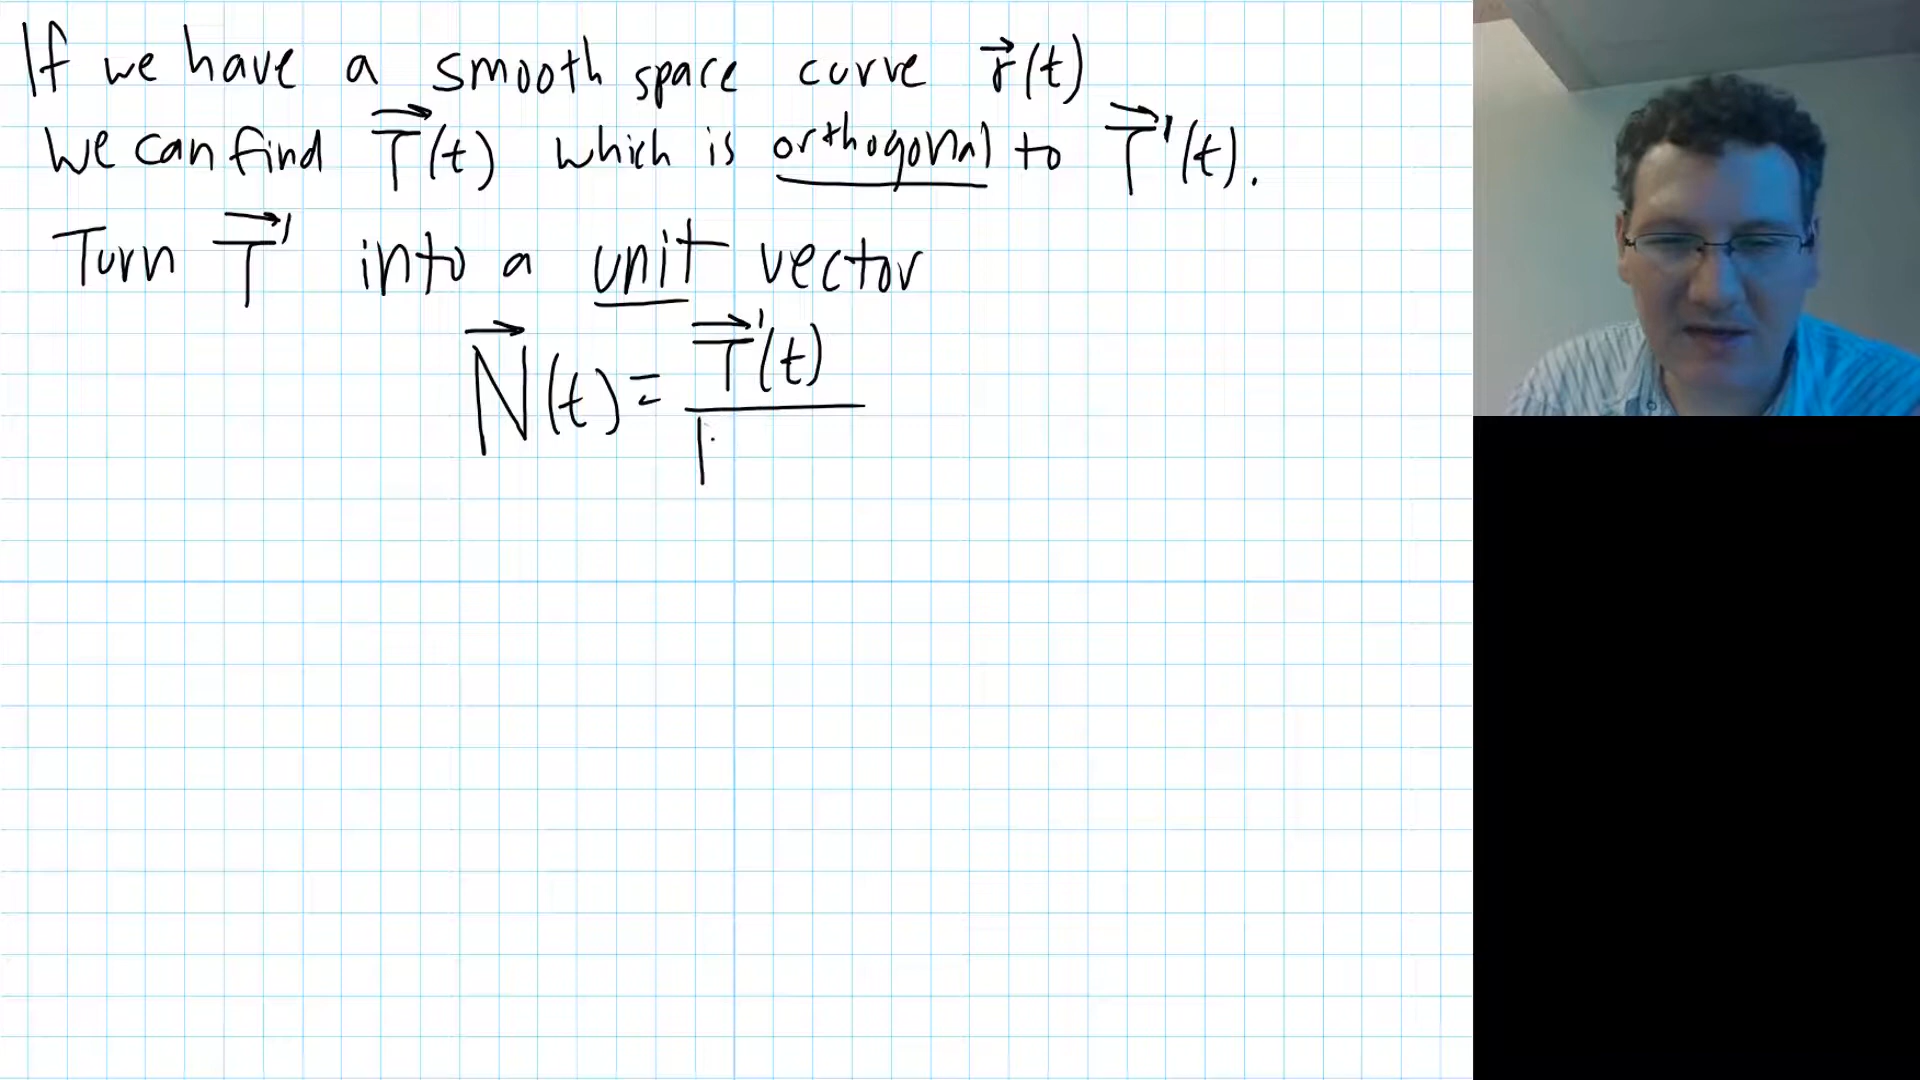 If we have a smooth space curve r⃗(t)
We can find T⃗(t) which is orthogonal to T⃗'(t).
Turn T⃗' into a unit vector
N⃗(t) = T⃗'(t)
|